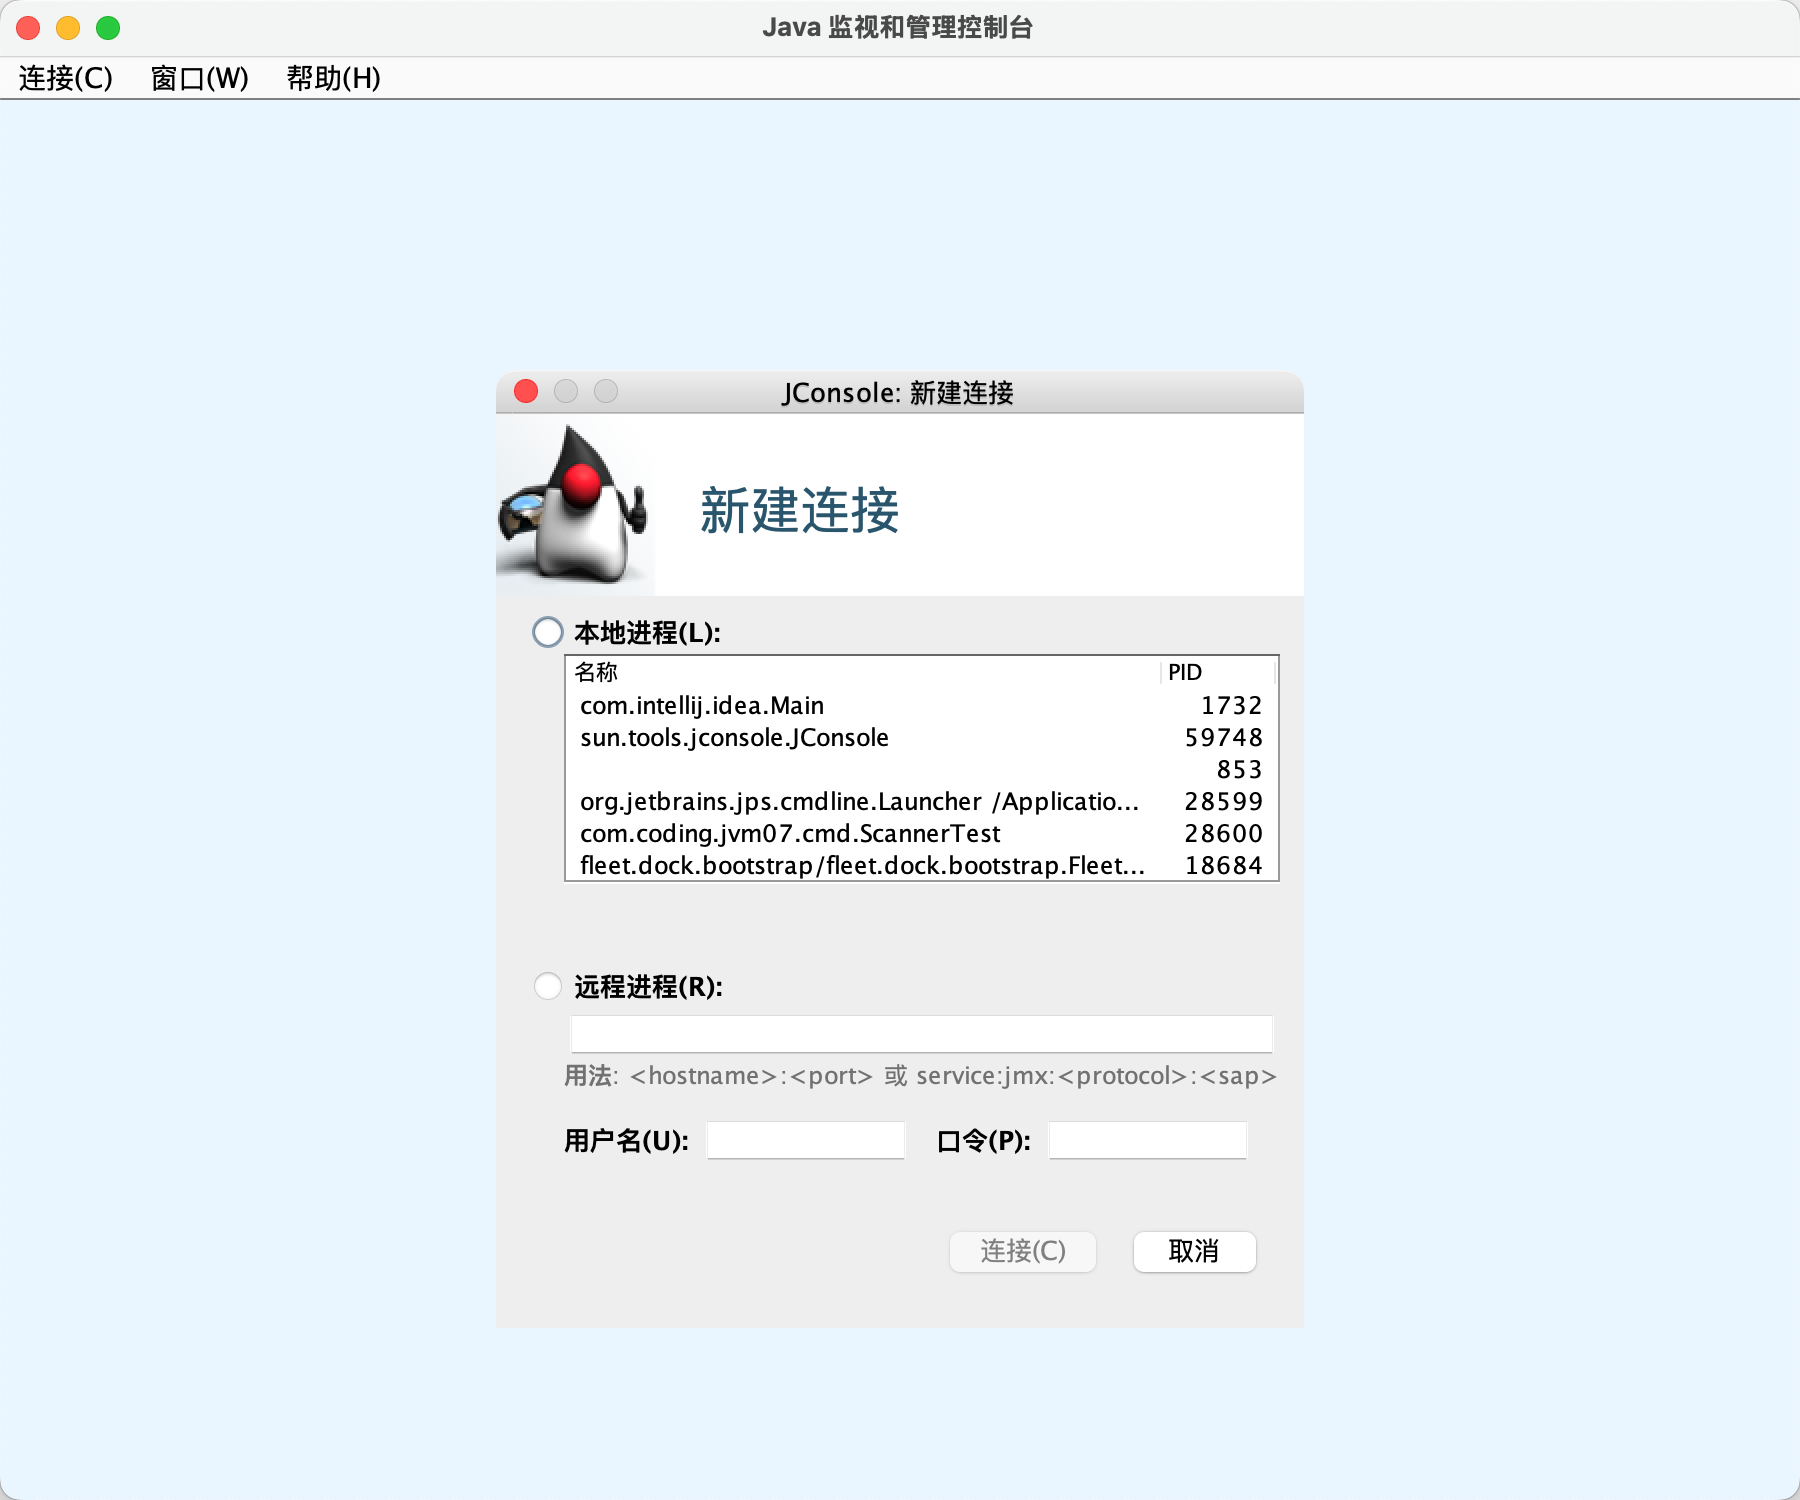 Java 监视和管理控制台
连接(C) 窗口(W) 帮助(H)
JConsole: 新建连接
新建连接
本地进程(L):
名称 PID
com.intellij.idea.Main 1732
sun.tools.jconsole.JConsole 59748
853
org.jetbrains.jps.cmdline.Launcher /Applicatio... 28599
com.coding.jvm07.cmd.ScannerTest 28600
fleet.dock.bootstrap/fleet.dock.bootstrap.Fleet... 18684
远程进程(R):
用法: <hostname>:<port> 或 service:jmx:<protocol>:<sap>
用户名(U): 口令(P):
连接(C) 取消